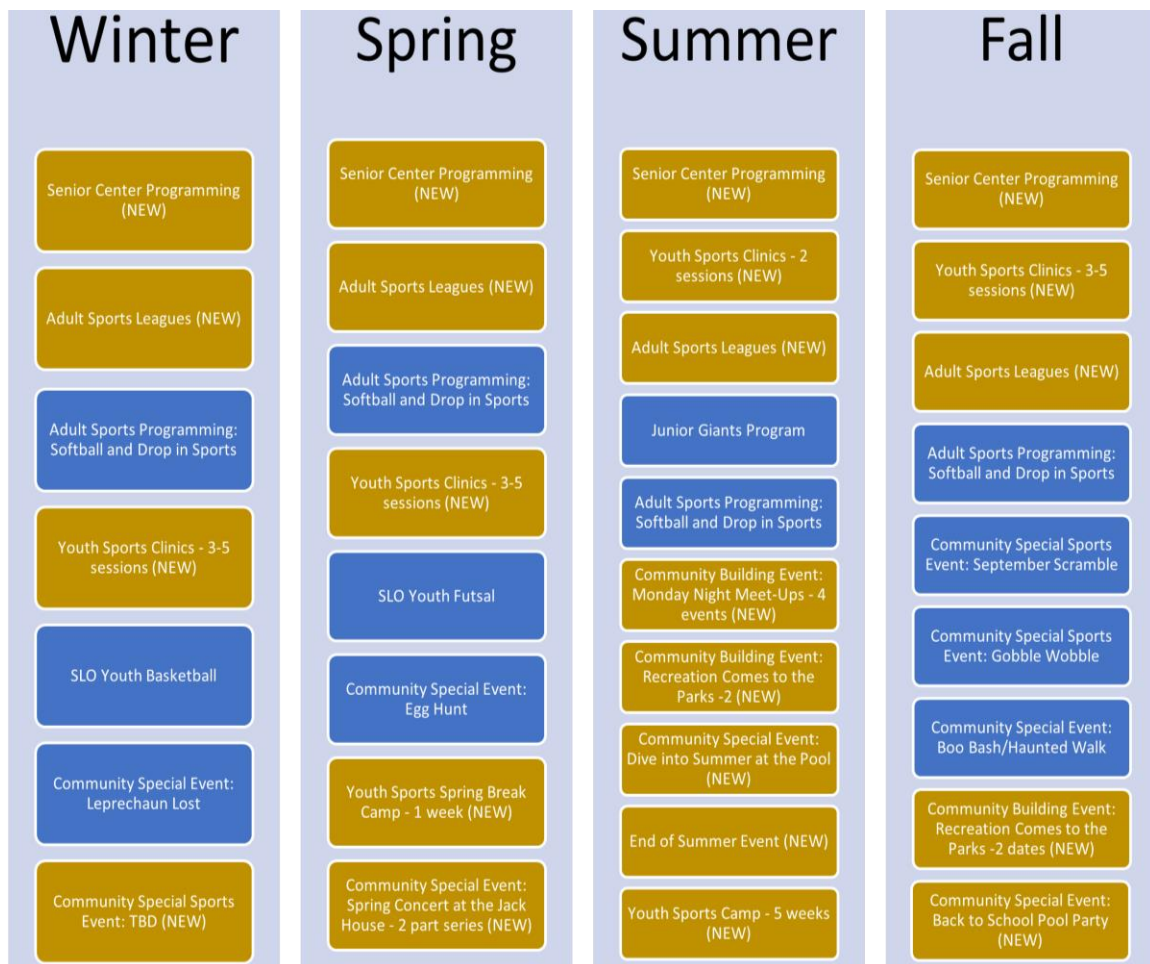 Winter
Senior Center Programming
(NEW)
Adult Sports Leagues (NEW)
Adult Sports Programming:
Softball and Drop in Sports
Youth Sports Clinics - 3-5
sessions (NEW)
SLO Youth Basketball
Community Special Event:
Leprechaun Lost
Community Special Sports
Event: TBD (NEW)
Spring
Senior Center Programming
(NEW)
Adult Sports Leagues (NEW)
Adult Sports Programming:
Softball and Drop in Sports
Youth Sports Clinics - 3-5
sessions (NEW)
SLO Youth Futsal
Community Special Event:
Egg Hunt
Youth Sports Spring Break
Camp - 1 week (NEW)
Community Special Event:
Spring Concert at the Jack
House - 2 part series (NEW)
Summer
Senior Center Programming
(NEW)
Youth Sports Clinics - 2
sessions (NEW)
Adult Sports Leagues (NEW)
Junior Giants Program
Adult Sports Programming:
Softball and Drop in Sports
Community Building Event:
Monday Night Meet-Ups - 4
events (NEW)
Community Building Event:
Recreation Comes to the
Parks -2 (NEW)
Community Special Event:
Dive into Summer at the Pool
(NEW)
End of Summer Event (NEW)
Youth Sports Camp - 5 weeks
(NEW)
Fall
Senior Center Programming
(NEW)
Youth Sports Clinics - 3-5
sessions (NEW)
Adult Sports Leagues (NEW)
Adult Sports Programming:
Softball and Drop in Sports
Community Special Sports
Event: September Scramble
Community Special Sports
Event: Gobble Wobble
Community Special Event:
Boo Bash/Haunted Walk
Community Building Event:
Recreation Comes to the
Parks -2 dates (NEW)
Community Special Event:
Back to School Pool Party
(NEW)